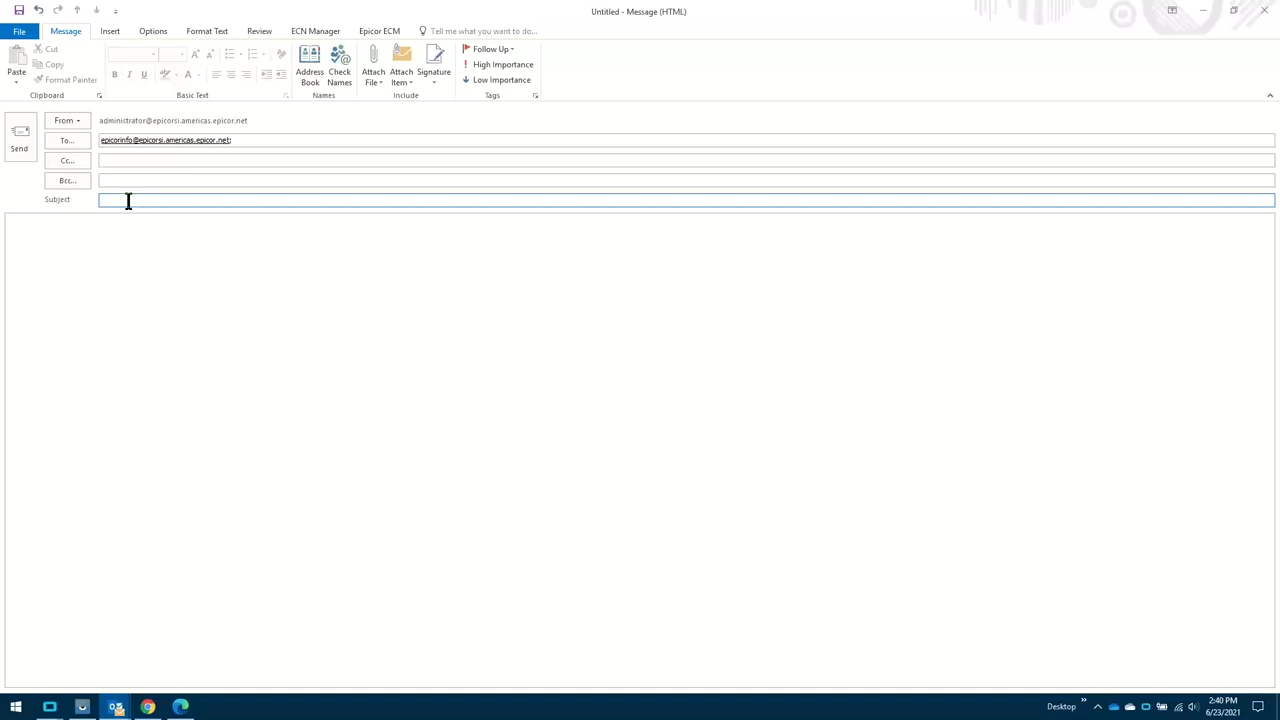 Untitled - Message (HTML)
File Message Insert Options Format Text Review ECN Manager Epicor ECM Tell me what you want to do...
Paste
Cut
Copy
Format Painter
Clipboard
B I U
Basic Text
Address Book
Check Names
Names
Attach File
Attach Item
Signature
Include
Follow Up
High Importance
Low Importance
Tags
Send
From administrator@epicorsi.americas.epicor.net
To... epicorinfo@epicorsi.americas.epicor.net;
Cc...
Bcc...
Subject
Desktop
2:40 PM
6/23/2021